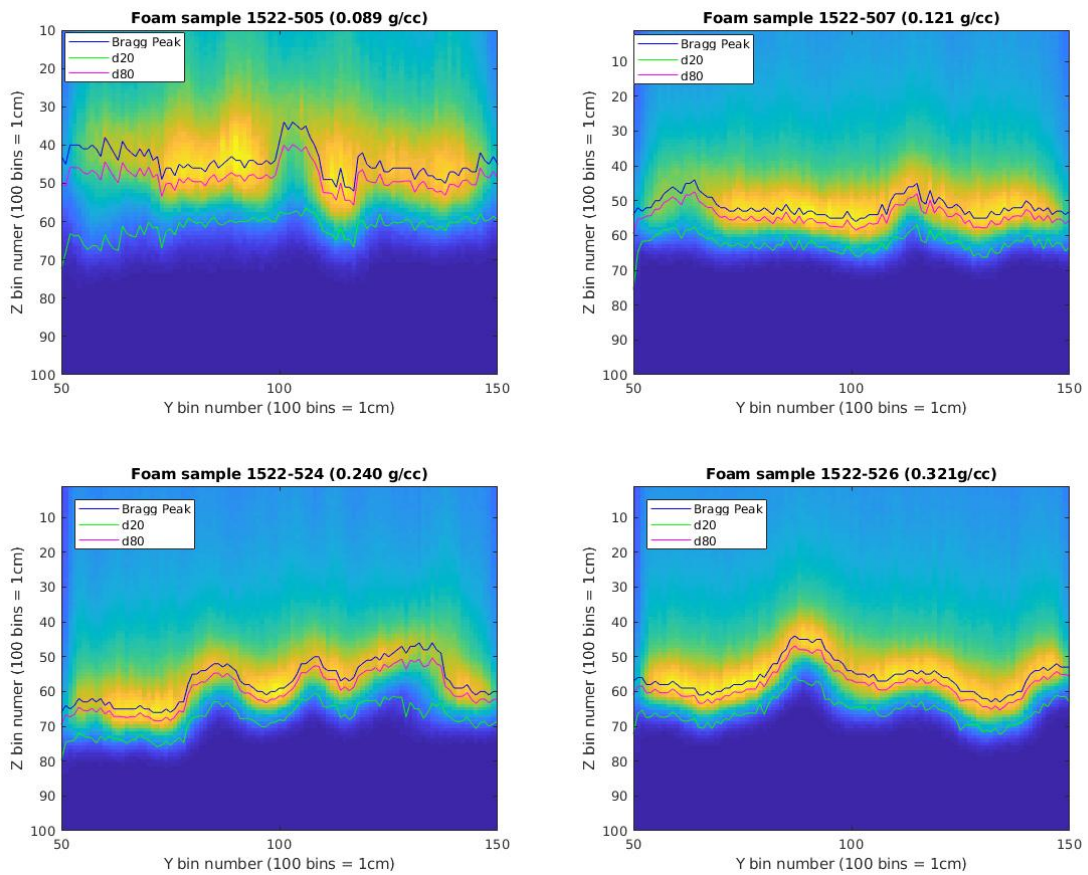 Foam sample 1522-505 (0.089 g/cc)
Bragg Peak
d20
d80
10
20
30
40
50
60
70
80
90
100
Z bin numer (100 bins = 1cm)
50
100
150
Y bin number (100 bins = 1cm)
Foam sample 1522-507 (0.121 g/cc)
Bragg Peak
d20
d80
10
20
30
40
50
60
70
80
90
100
Z bin numer (100 bins = 1cm)
50
100
150
Y bin number (100 bins = 1cm)
Foam sample 1522-524 (0.240 g/cc)
Bragg Peak
d20
d80
10
20
30
40
50
60
70
80
90
100
Z bin numer (100 bins = 1cm)
50
100
150
Y bin number (100 bins = 1cm)
Foam sample 1522-526 (0.321g/cc)
Bragg Peak
d20
d80
10
20
30
40
50
60
70
80
90
100
Z bin numer (100 bins = 1cm)
50
100
150
Y bin number (100 bins = 1cm)